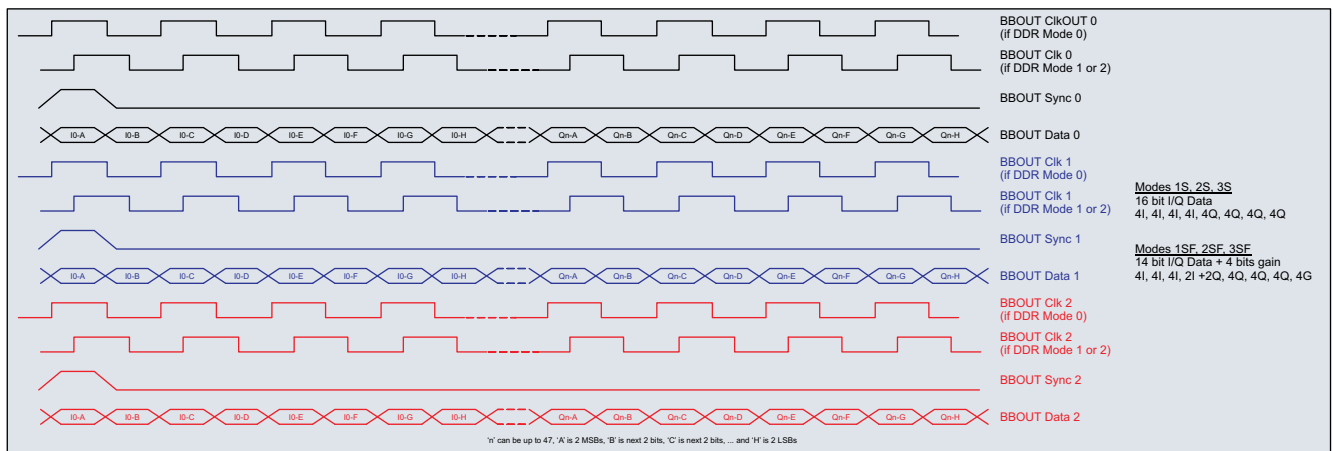 BBOUT ClkOUT 0
(if DDR Mode 0)
BBOUT Clk 0
(if DDR Mode 1 or 2)
BBOUT Sync 0
I0-A I0-B I0-C I0-D I0-E I0-F I0-G I0-H Qn-A Qn-B Qn-C Qn-D Qn-E Qn-F Qn-G Qn-H BBOUT Data 0
BBOUT Clk 1
(if DDR Mode 0)
BBOUT Clk 1
(if DDR Mode 1 or 2)
BBOUT Sync 1
I0-A I0-B I0-C I0-D I0-E I0-F I0-G I0-H Qn-A Qn-B Qn-C Qn-D Qn-E Qn-F Qn-G Qn-H BBOUT Data 1
BBOUT Clk 2
(if DDR Mode 0)
BBOUT Clk 2
(if DDR Mode 1 or 2)
BBOUT Sync 2
I0-A I0-B I0-C I0-D I0-E I0-F I0-G I0-H Qn-A Qn-B Qn-C Qn-D Qn-E Qn-F Qn-G Qn-H BBOUT Data 2
Modes 1S, 2S, 3S
16 bit I/Q Data
4I, 4I, 4I, 4I, 4Q, 4Q, 4Q, 4Q
Modes 1SF, 2SF, 3SF
14 bit I/Q Data + 4 bits gain
4I, 4I, 4I, 2I +2Q, 4Q, 4Q, 4Q, 4G
'n' can be up to 47, 'A' is 2 MSBs, 'B' is next 2 bits, 'C' is next 2 bits, ... and 'H' is 2 LSBs